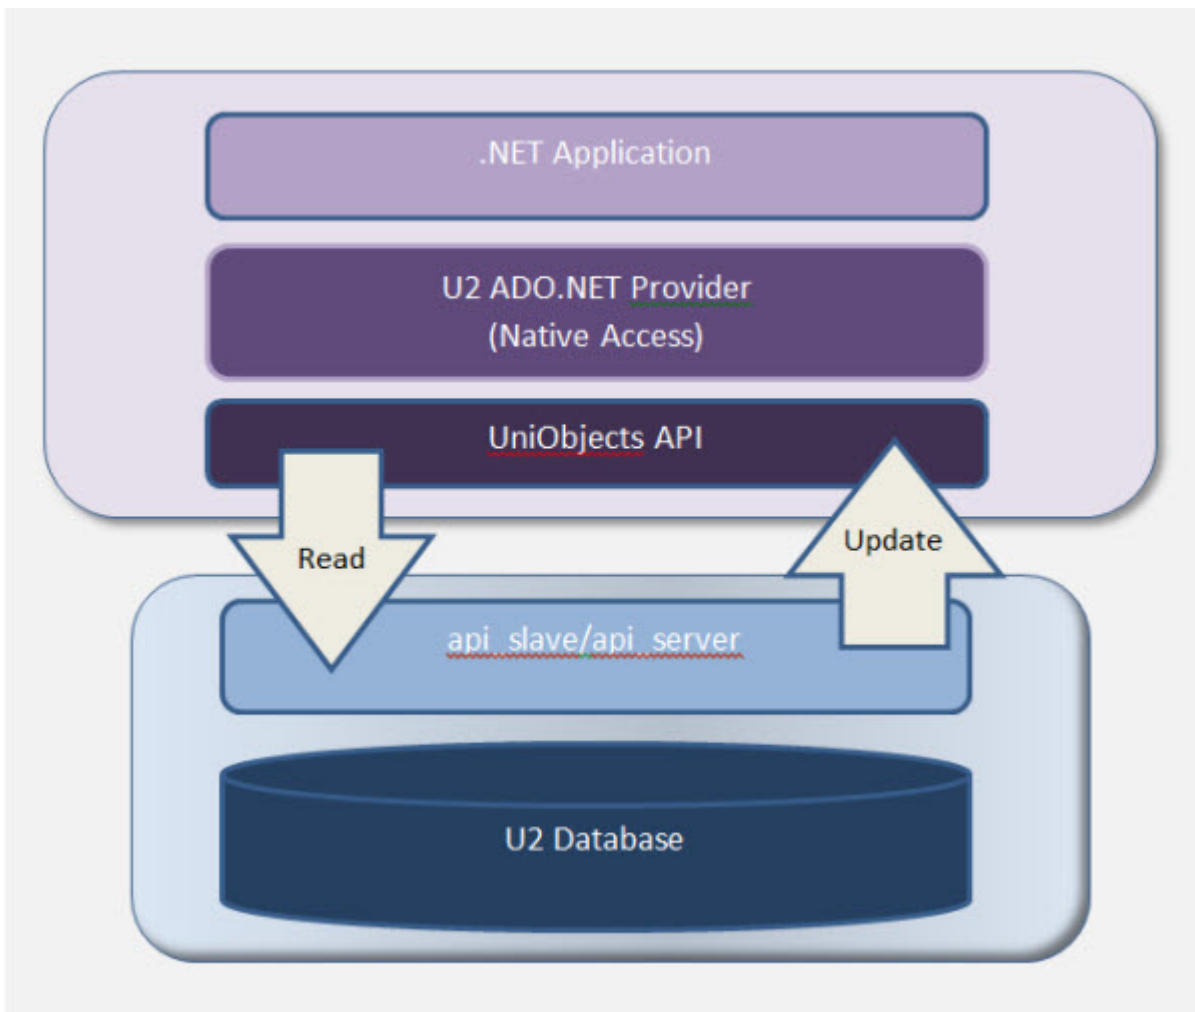 .NET Application
U2 ADO.NET Provider
(Native Access)
UniObjects API
Read
Update
api_slave/api_server
U2 Database